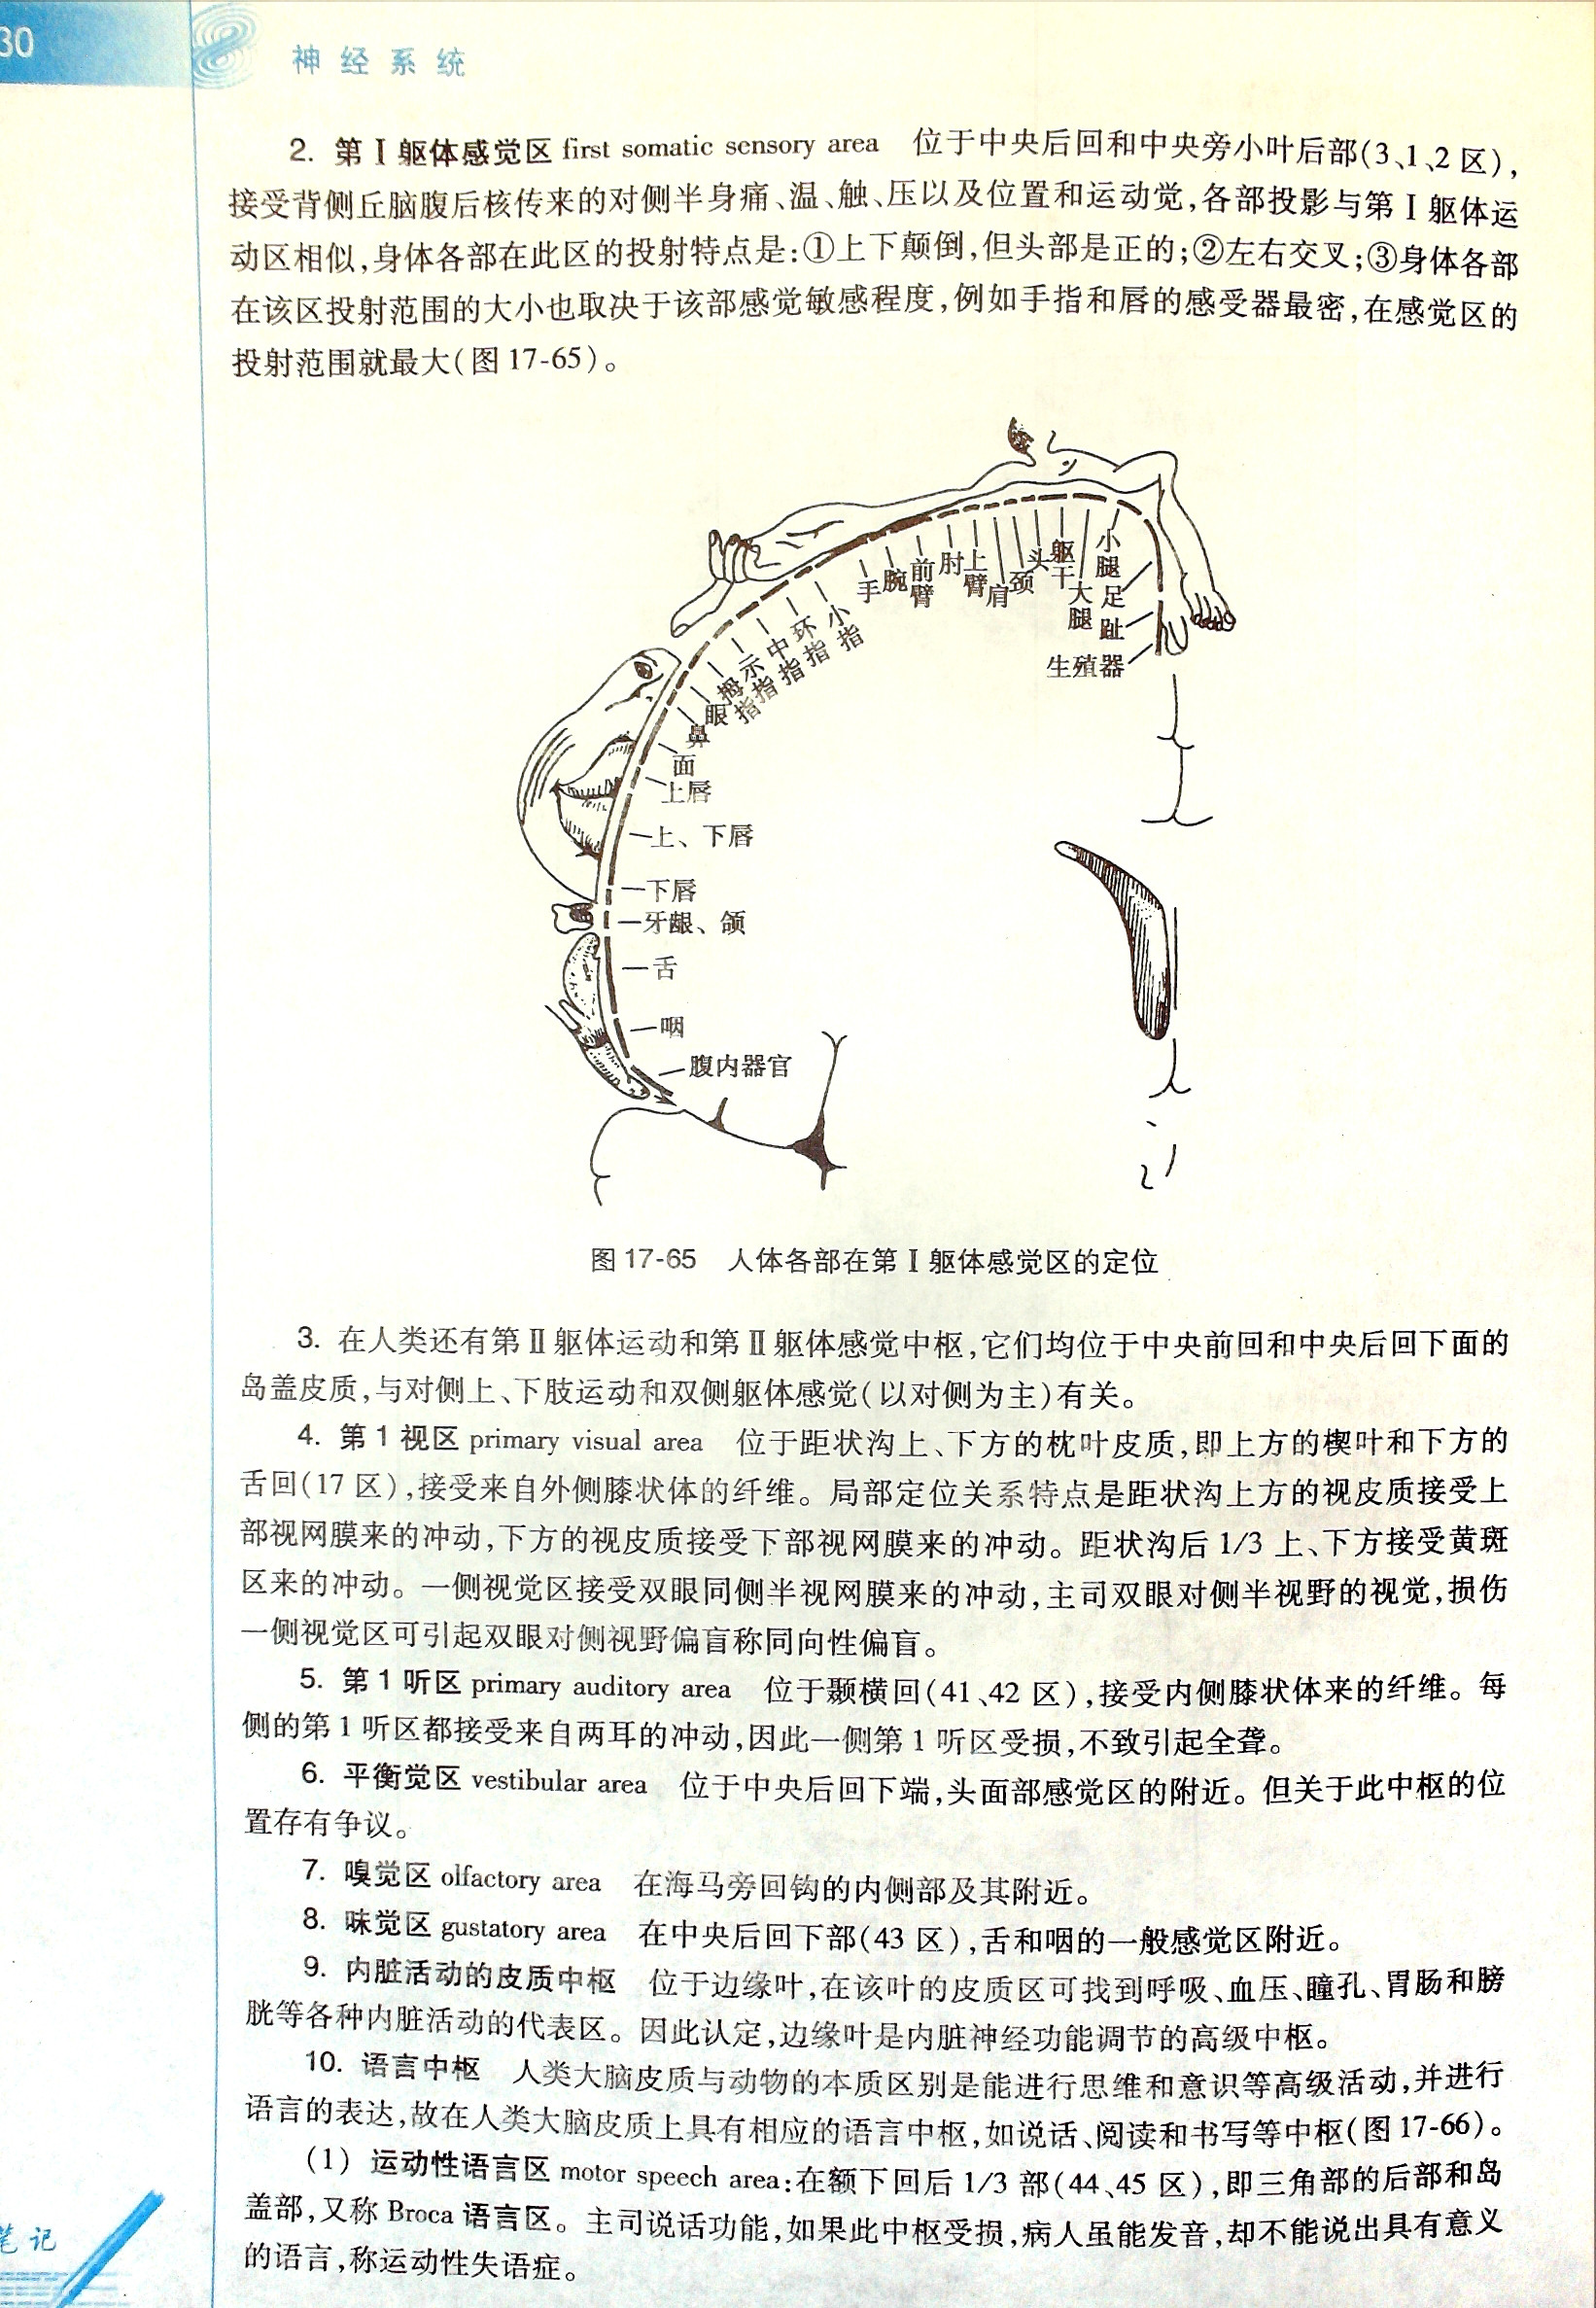 30
神经系统
2. 第Ⅰ躯体感觉区 first somatic sensory area 位于中央后回和中央旁小叶后部(3、1、2 区),
接受背侧丘脑腹后核传来的对侧半身痛、温、触、压以及位置和运动觉,各部投影与第Ⅰ躯体运
动区相似,身体各部在此区的投射特点是:①上下颠倒,但头部是正的;②左右交叉;③身体各部
在该区投射范围的大小也取决于该部感觉敏感程度,例如手指和唇的感受器最密,在感觉区的
投射范围就最大(图 17-65)。
生殖器
趾
足
小腿
大腿
躯干
头
颈
肩
上臂
肘
前臂
腕
手
小指
环指
中指
示指
拇指
眼
鼻
面
上唇
上、下唇
下唇
牙龈、颌
舌
咽
腹内器官
图 17-65 人体各部在第Ⅰ躯体感觉区的定位
3. 在人类还有第Ⅱ躯体运动和第Ⅱ躯体感觉中枢,它们均位于中央前回和中央后回下面的
岛盖皮质,与对侧上、下肢运动和双侧躯体感觉(以对侧为主)有关。
4. 第 1 视区 primary visual area 位于距状沟上、下方的枕叶皮质,即上方的楔叶和下方的
舌回(17 区),接受来自外侧膝状体的纤维。局部定位关系特点是距状沟上方的视皮质接受上
部视网膜来的冲动,下方的视皮质接受下部视网膜来的冲动。距状沟后 1/3 上、下方接受黄斑
区来的冲动。一侧视觉区接受双眼同侧半视网膜来的冲动,主司双眼对侧半视野的视觉,损伤
一侧视觉区可引起双眼对侧视野偏盲称同向性偏盲。
5. 第 1 听区 primary auditory area 位于颞横回(41、42 区),接受内侧膝状体来的纤维。每
侧的第 1 听区都接受来自两耳的冲动,因此一侧第 1 听区受损,不致引起全聋。
6. 平衡觉区 vestibular area 位于中央后回下端,头面部感觉区的附近。但关于此中枢的位
置存有争议。
7. 嗅觉区 olfactory area 在海马旁回钩的内侧部及其附近。
8. 味觉区 gustatory area 在中央后回下部(43 区),舌和咽的一般感觉区附近。
9. 内脏活动的皮质中枢 位于边缘叶,在该叶的皮质区可找到呼吸、血压、瞳孔、胃肠和膀
胱等各种内脏活动的代表区。因此认定,边缘叶是内脏神经功能调节的高级中枢。
10. 语言中枢 人类大脑皮质与动物的本质区别是能进行思维和意识等高级活动,并进行
语言的表达,故在人类大脑皮质上具有相应的语言中枢,如说话、阅读和书写等中枢(图 17-66)。
(1) 运动性语言区 motor speech area:在额下回后 1/3 部(44、45 区),即三角部的后部和岛
盖部,又称 Broca 语言区。主司说话功能,如果此中枢受损,病人虽能发音,却不能说出具有意义
的语言,称运动性失语症。
笔记